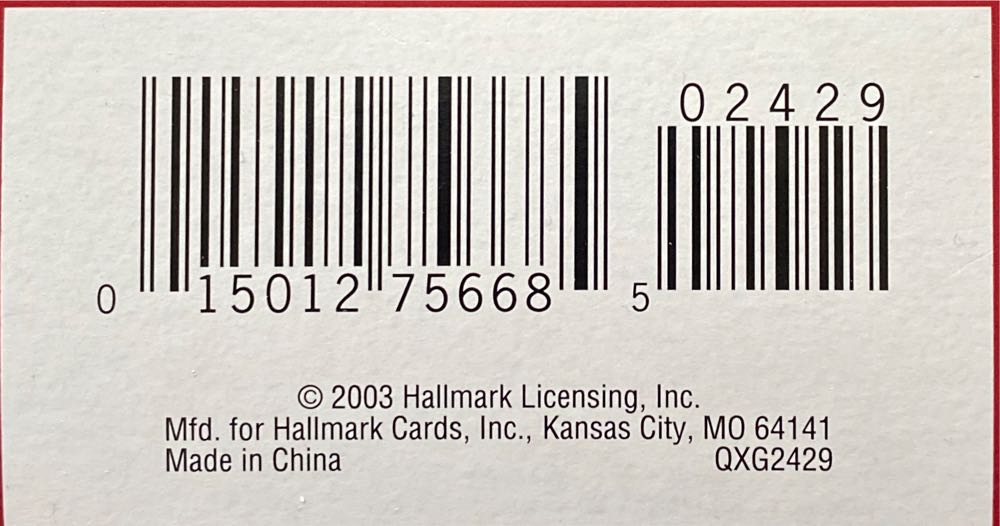 02429
0 15012 75668 5
© 2003 Hallmark Licensing, Inc.
Mfd. for Hallmark Cards, Inc., Kansas City, MO 64141
Made in China QXG2429